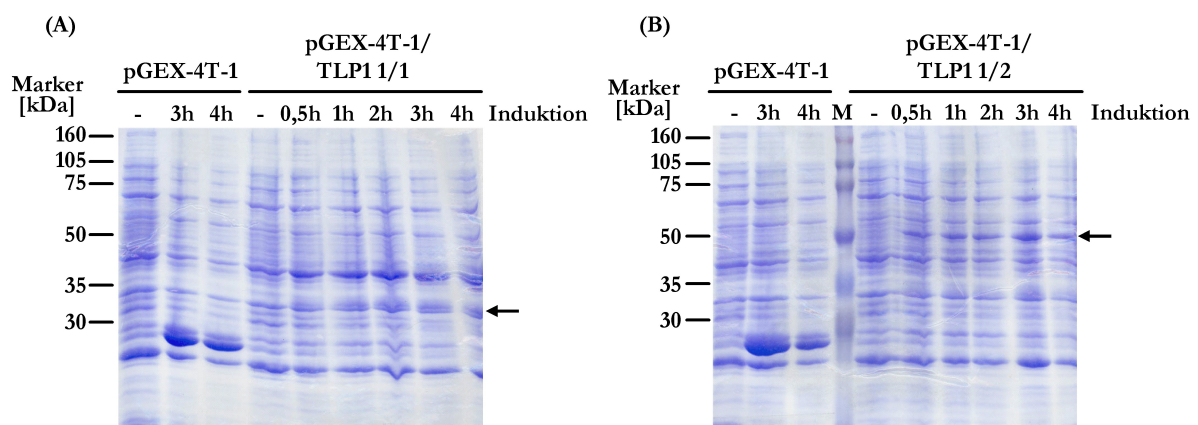 (A)
pGEX-4T-1/
TLP1 1/1
pGEX-4T-1
Marker
[kDa]
- 3h 4h - 0,5h 1h 2h 3h 4h Induktion
160
105
75
50
35
30
(B)
pGEX-4T-1/
TLP1 1/2
pGEX-4T-1
Marker
[kDa]
- 3h 4h M - 0,5h 1h 2h 3h 4h Induktion
160
105
75
50
35
30